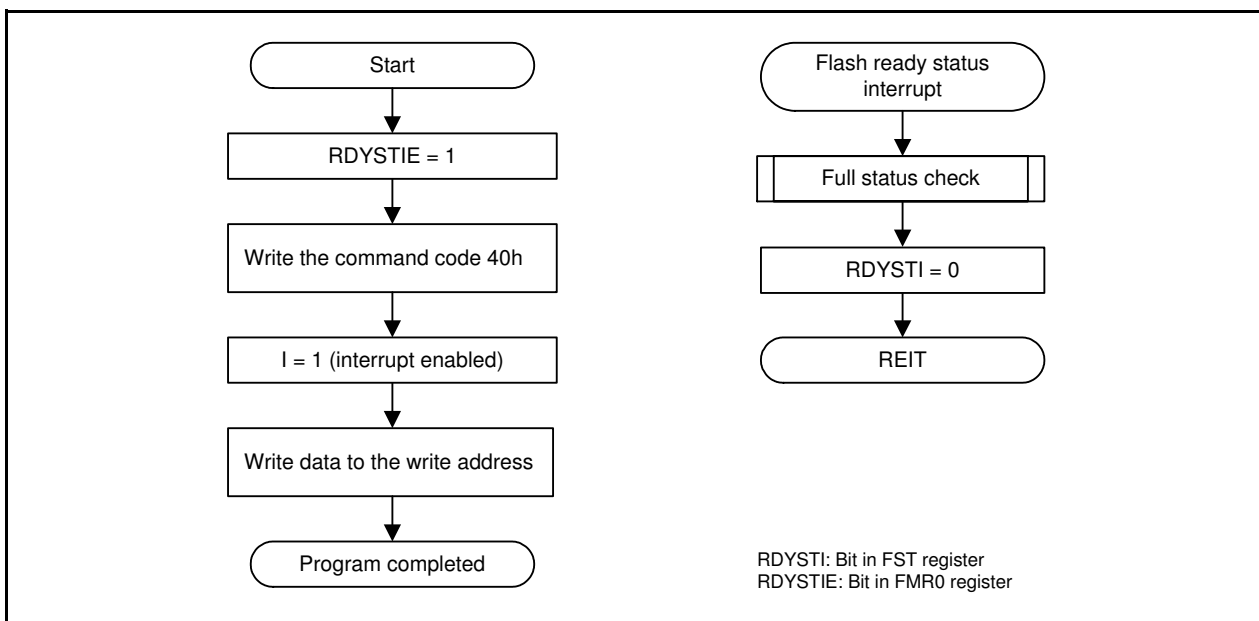 Start
RDYSTIE = 1
Write the command code 40h
I = 1 (interrupt enabled)
Write data to the write address
Program completed
Flash ready status
interrupt
Full status check
RDYSTI = 0
REIT
RDYSTI: Bit in FST register
RDYSTIE: Bit in FMR0 register